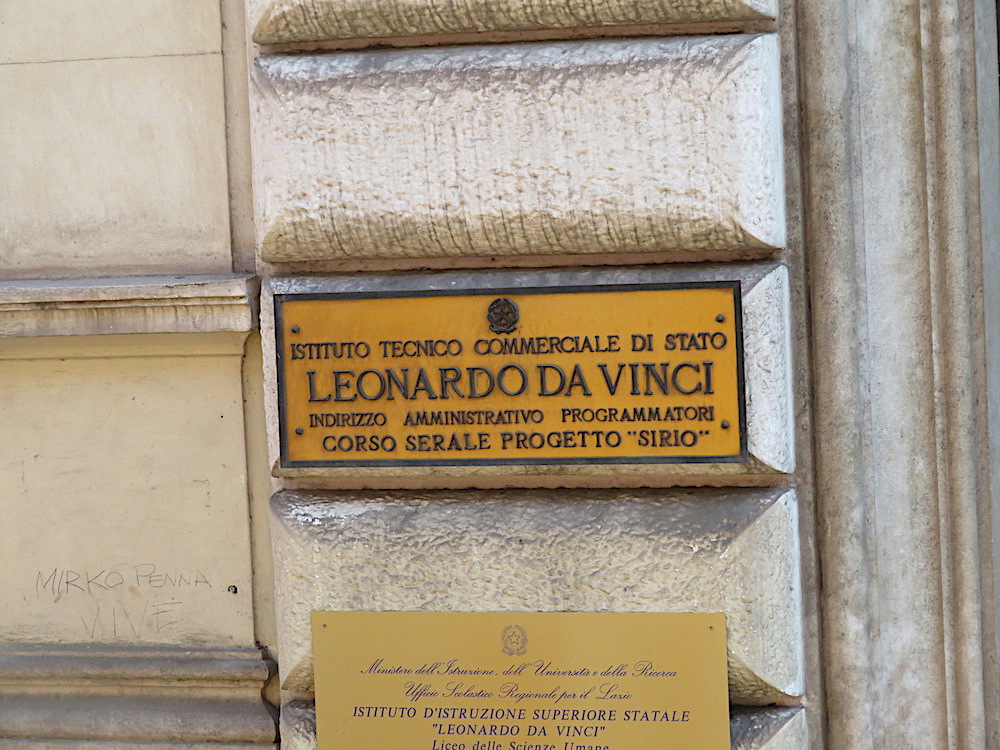 ISTITUTO TECNICO COMMERCIALE DI STATO
LEONARDO DA VINCI
INDIRIZZO AMMINISTRATIVO PROGRAMMATORI
CORSO SERALE PROGETTO "SIRIO"
MIRKO PENNA
VIVE
Ministero dell'Istruzione, dell'Università e della Ricerca
Ufficio Scolastico Regionale per il Lazio
ISTITUTO D'ISTRUZIONE SUPERIORE STATALE
"LEONARDO DA VINCI"
Liceo delle Scienze Umane